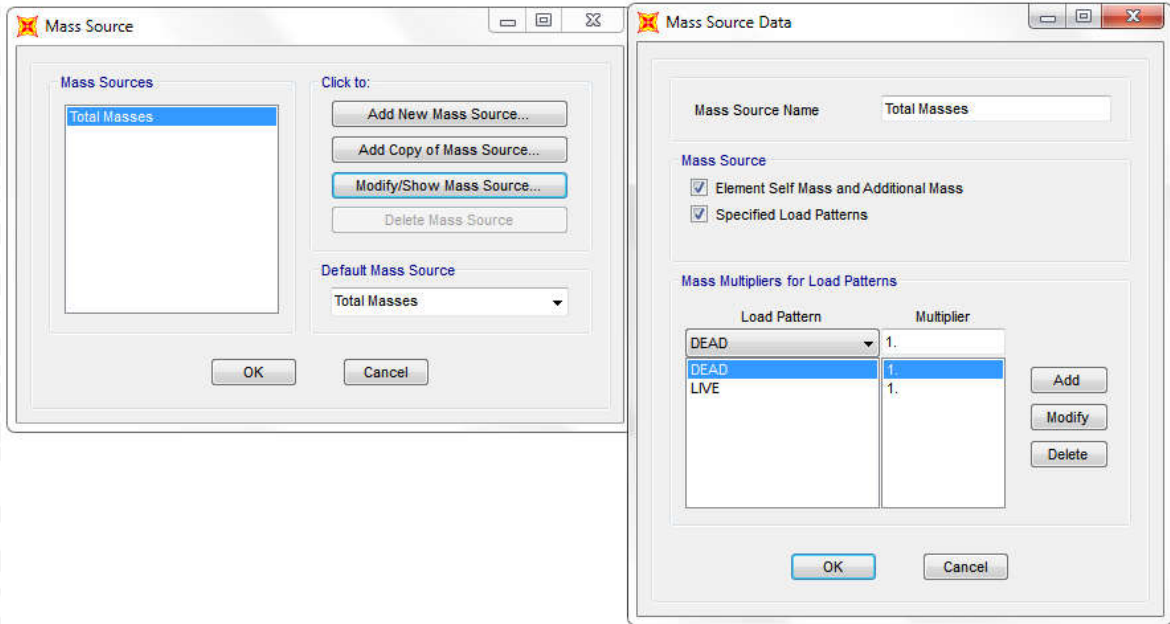 Mass Source
Mass Sources
Total Masses
Click to:
Add New Mass Source...
Add Copy of Mass Source...
Modify/Show Mass Source...
Delete Mass Source
Default Mass Source
Total Masses
OK
Cancel
Mass Source Data
Mass Source Name
Total Masses
Mass Source
Element Self Mass and Additional Mass
Specified Load Patterns
Mass Multipliers for Load Patterns
Load Pattern Multiplier
DEAD 1.
DEAD 1.
LIVE 1.
Add
Modify
Delete
OK
Cancel